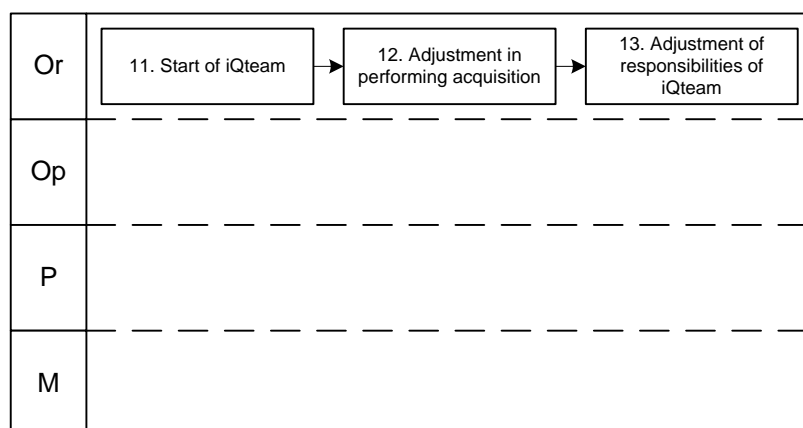 Or
11. Start of iQteam
12. Adjustment in
performing acquisition
13. Adjustment of
responsibilities of
iQteam
Op
P
M